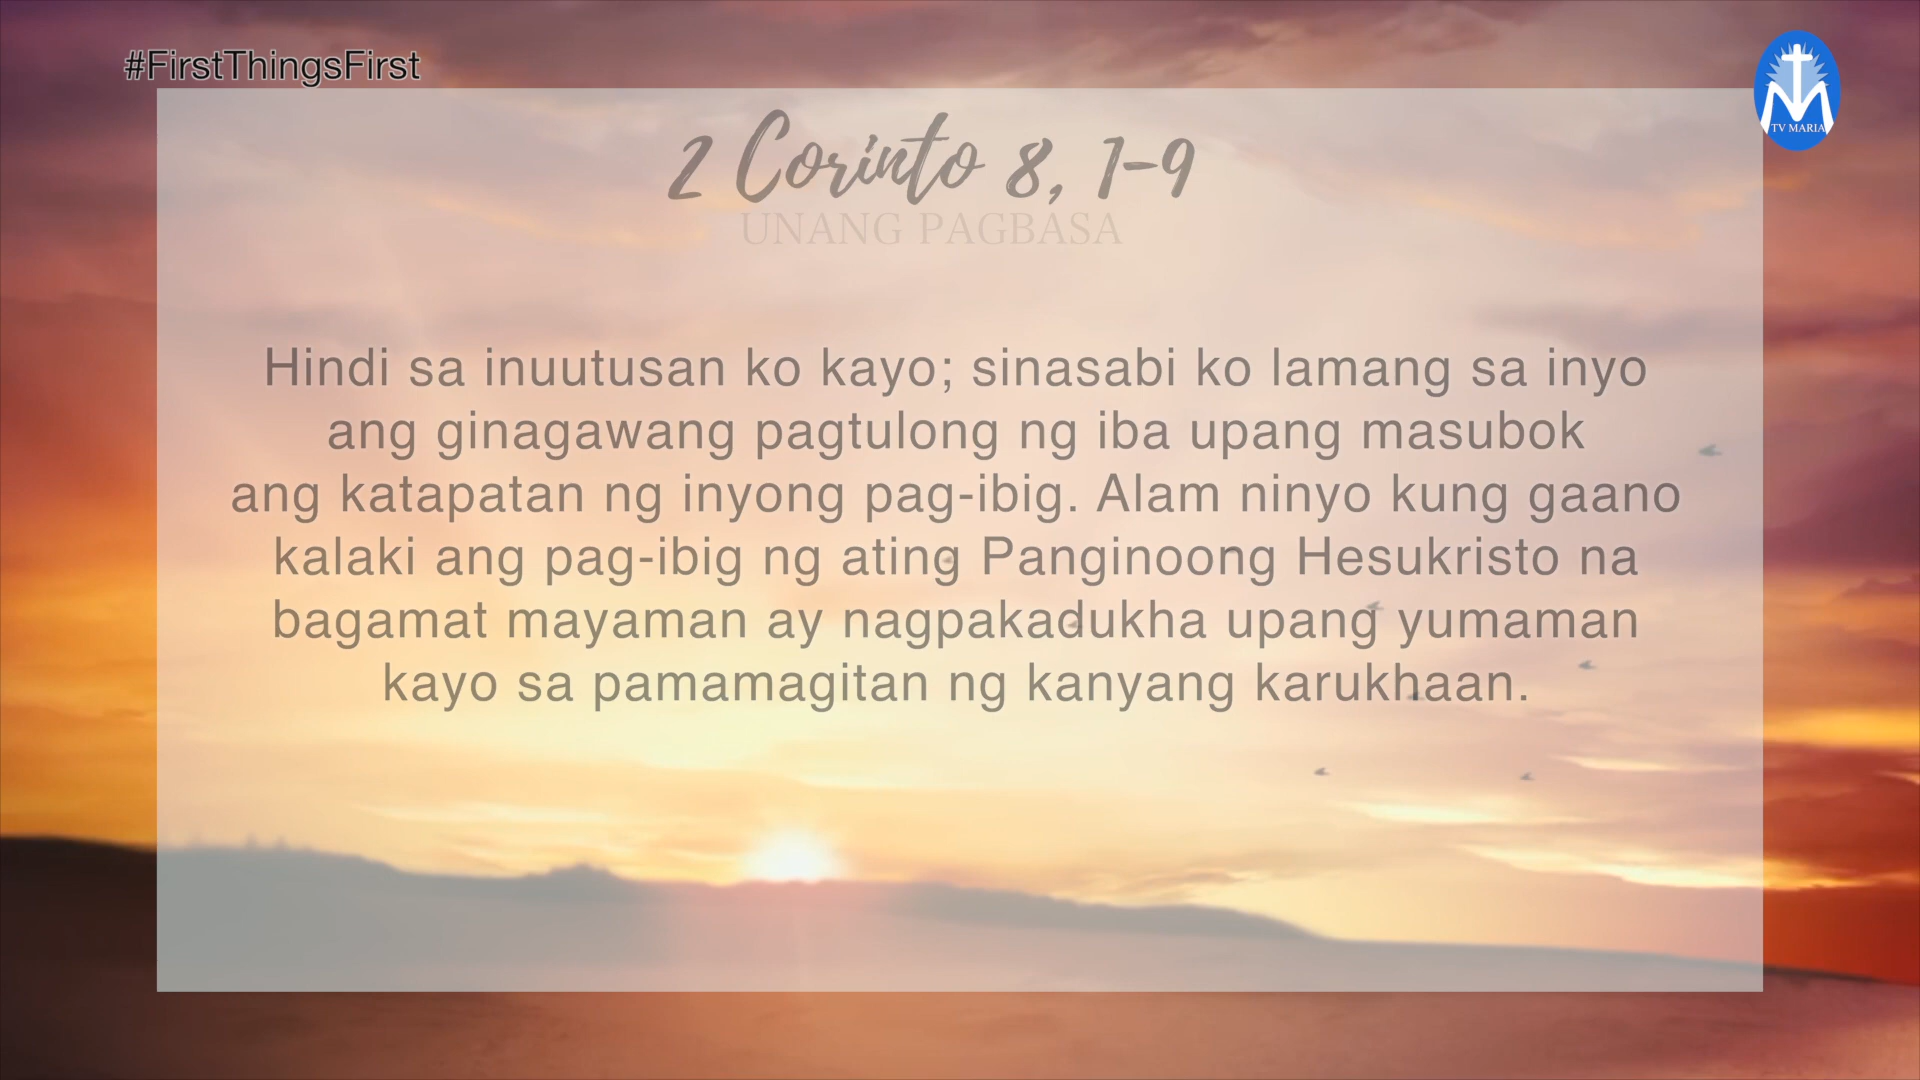 #FirstThingsFirst
TV MARIA
2 Corinto 8, 1-9
UNANG PAGBASA
Hindi sa inuutusan ko kayo; sinasabi ko lamang sa inyo
ang ginagawang pagtulong ng iba upang masubok
ang katapatan ng inyong pag-ibig. Alam ninyo kung gaano
kalaki ang pag-ibig ng ating Panginoong Hesukristo na
bagamat mayaman ay nagpakadukha upang yumaman
kayo sa pamamagitan ng kanyang karukhaan.